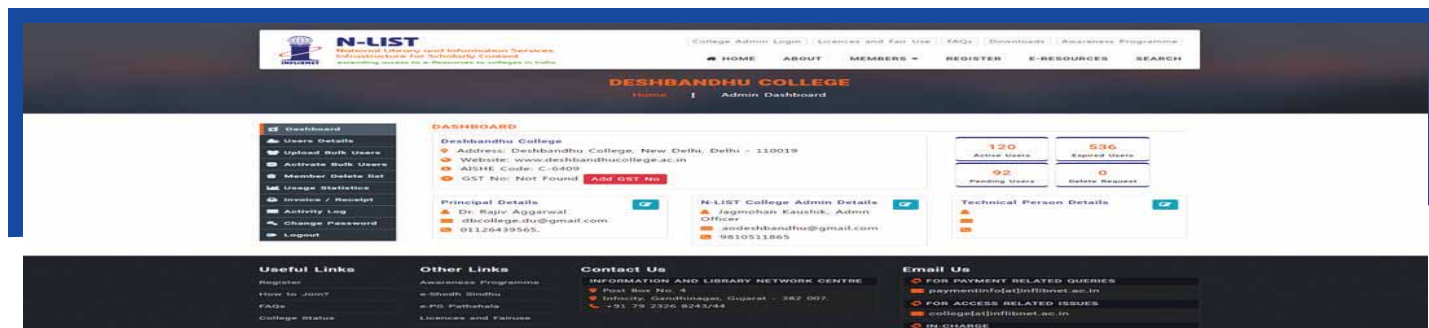 N-LIST
National Library and Information Services
Infrastructure for Scholarly Content
extending access to e-Resources to colleges in India
INFLIBNET
College Admin Login | Licences and Fair Use | FAQs | Downloads | Awareness Programme
HOME ABOUT MEMBERS REGISTER E-RESOURCES SEARCH
DESHBANDHU COLLEGE
Home | Admin Dashboard
Dashboard
Users Details
Upload Bulk Users
Activate Bulk Users
Member Delete list
Usage Statistics
Invoice / Receipt
Activity Log
Change Password
Logout
DASHBOARD
Deshbandhu College
Address: Deshbandhu College, New Delhi, Delhi - 110019
Website: www.deshbandhucollege.ac.in
AISHE Code: C-6409
GST No: Not Found Add GST No
120
Active Users
536
Expired Users
92
Pending Users
0
Delete Request
Principal Details
Dr. Rajiv Aggarwal
dbcollege.du@gmail.com
01126439565,
N-LIST College Admin Details
Jagmohan Kaushik, Admn
Officer
aodeshbandhu@gmail.com
9810511865
Technical Person Details
Useful Links
Register
How to Join?
FAQs
College Status
Other Links
Awareness Programme
e-Shodh Sindhu
e-PG Pathshala
Licences and Fairuse
Contact Us
INFORMATION AND LIBRARY NETWORK CENTRE
Post Box No. 4
Infocity, Gandhinagar, Gujarat - 382 007.
+91 79 2326 8243/44
Email Us
FOR PAYMENT RELATED QUERIES
paymentinfo[at]inflibnet.ac.in
FOR ACCESS RELATED ISSUES
college[at]inflibnet.ac.in
IN-CHARGE